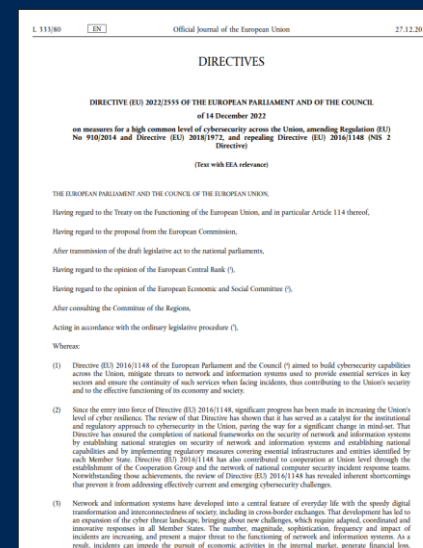 L 333/80
EN
Official Journal of the European Union
27.12.20
DIRECTIVES
DIRECTIVE (EU) 2022/2555 OF THE EUROPEAN PARLIAMENT AND OF THE COUNCIL
of 14 December 2022
on measures for a high common level of cybersecurity across the Union, amending Regulation (EU)
No 910/2014 and Directive (EU) 2018/1972, and repealing Directive (EU) 2016/1148 (NIS 2
Directive)
(Text with EEA relevance)
THE EUROPEAN PARLIAMENT AND THE COUNCIL OF THE EUROPEAN UNION,
Having regard to the Treaty on the Functioning of the European Union, and in particular Article 114 thereof,
Having regard to the proposal from the European Commission,
After transmission of the draft legislative act to the national parliaments,
Having regard to the opinion of the European Central Bank (¹),
Having regard to the opinion of the European Economic and Social Committee (²),
After consulting the Committee of the Regions,
Acting in accordance with the ordinary legislative procedure (³),
Whereas:
(1) Directive (EU) 2016/1148 of the European Parliament and the Council (⁴) aimed to build cybersecurity capabilities
across the Union, mitigate threats to network and information systems used to provide essential services in key
sectors and ensure the continuity of such services when facing incidents, thus contributing to the Union's security
and to the effective functioning of its economy and society.
(2) Since the entry into force of Directive (EU) 2016/1148, significant progress has been made in increasing the Union's
level of cyber resilience. The review of that Directive has shown that it has served as a catalyst for the institutional
and regulatory approach to cybersecurity in the Union, paving the way for a significant change in mind-set. That
Directive has ensured the completion of national frameworks on the security of network and information systems
by establishing national strategies on security of network and information systems and establishing national
capabilities and by implementing regulatory measures covering essential infrastructures and entities identified by
each Member State. Directive (EU) 2016/1148 has also contributed to cooperation at Union level through the
establishment of the Cooperation Group and the network of national computer security incident response teams.
Notwithstanding those achievements, the review of Directive (EU) 2016/1148 has revealed inherent shortcomings
that prevent it from addressing effectively current and emerging cybersecurity challenges.
(3) Network and information systems have developed into a central feature of everyday life with the speedy digital
transformation and interconnectedness of society, including in cross-border exchanges. That development has led to
an expansion of the cyber threat landscape, bringing about new challenges, which require adapted, coordinated and
innovative responses in all Member States. The number, magnitude, sophistication, frequency and impact of
incidents are increasing, and present a major threat to the functioning of network and information systems. As a
result, incidents can impede the pursuit of economic activities in the internal market, generate financial loss,